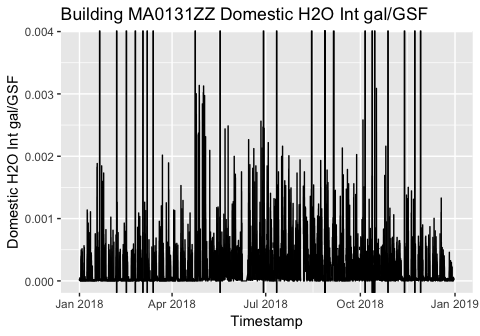 Building MA0131ZZ Domestic H2O Int gal/GSF
Domestic H2O Int gal/GSF
0.004
0.003
0.002
0.001
0.000
Jan 2018 Apr 2018 Jul 2018 Oct 2018 Jan 2019
Timestamp